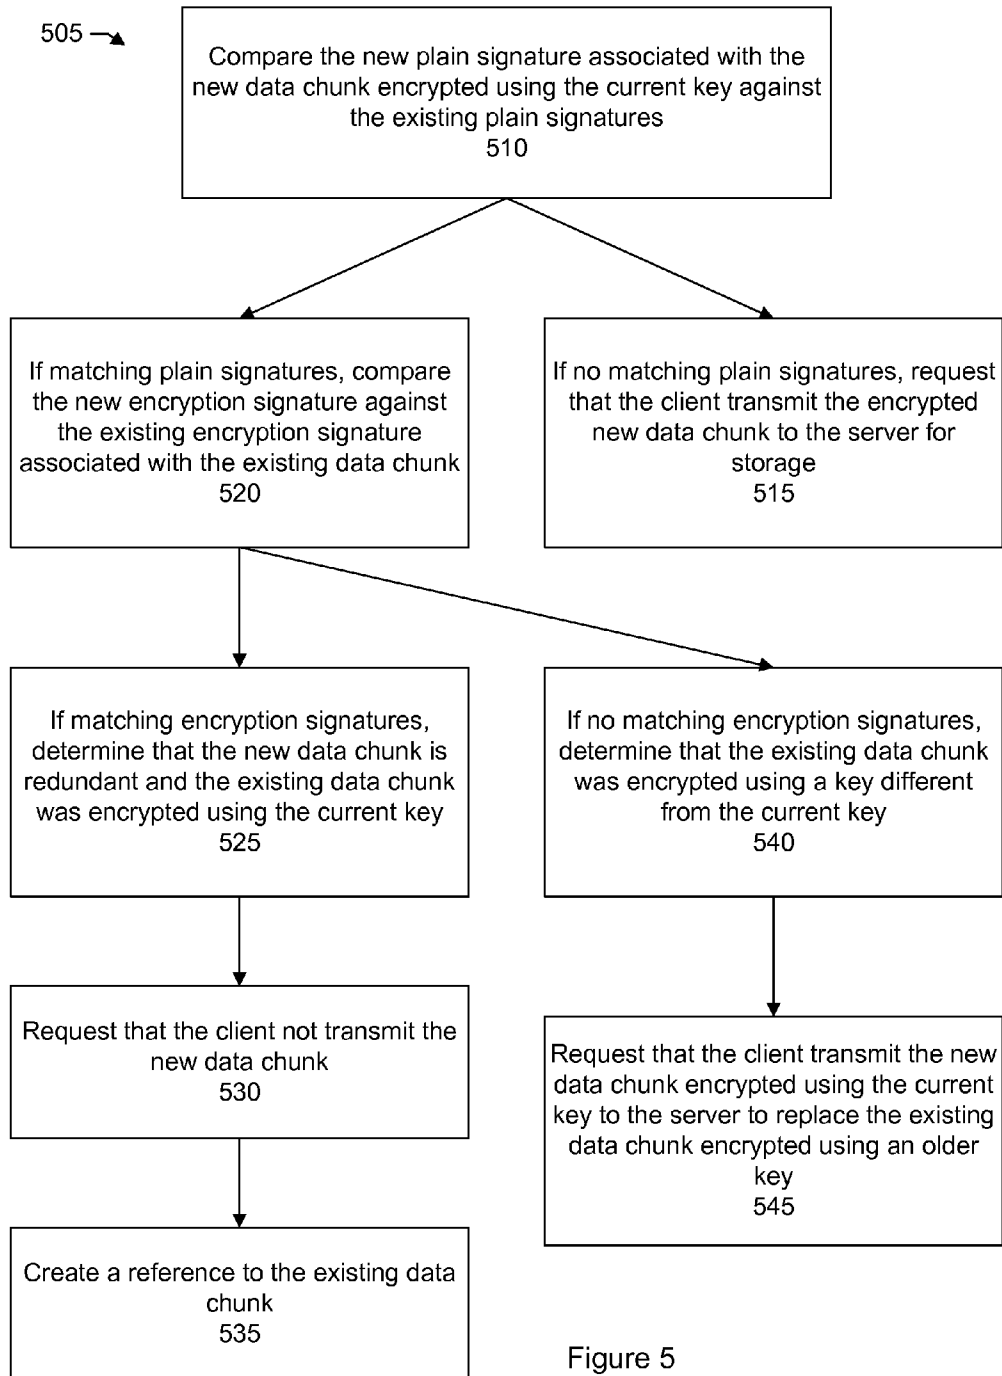 505
Compare the new plain signature associated with the
new data chunk encrypted using the current key against
the existing plain signatures
510
If matching plain signatures, compare
the new encryption signature against
the existing encryption signature
associated with the existing data chunk
520
If no matching plain signatures, request
that the client transmit the encrypted
new data chunk to the server for
storage
515
If matching encryption signatures,
determine that the new data chunk is
redundant and the existing data chunk
was encrypted using the current key
525
If no matching encryption signatures,
determine that the existing data chunk
was encrypted using a key different
from the current key
540
Request that the client not transmit the
new data chunk
530
Request that the client transmit the new
data chunk encrypted using the current
key to the server to replace the existing
data chunk encrypted using an older
key
545
Create a reference to the existing data
chunk
535
Figure 5